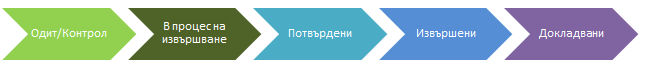 Одит/Контрол
В процес на
извършване
Потвърдени
Извършени
Докладвани